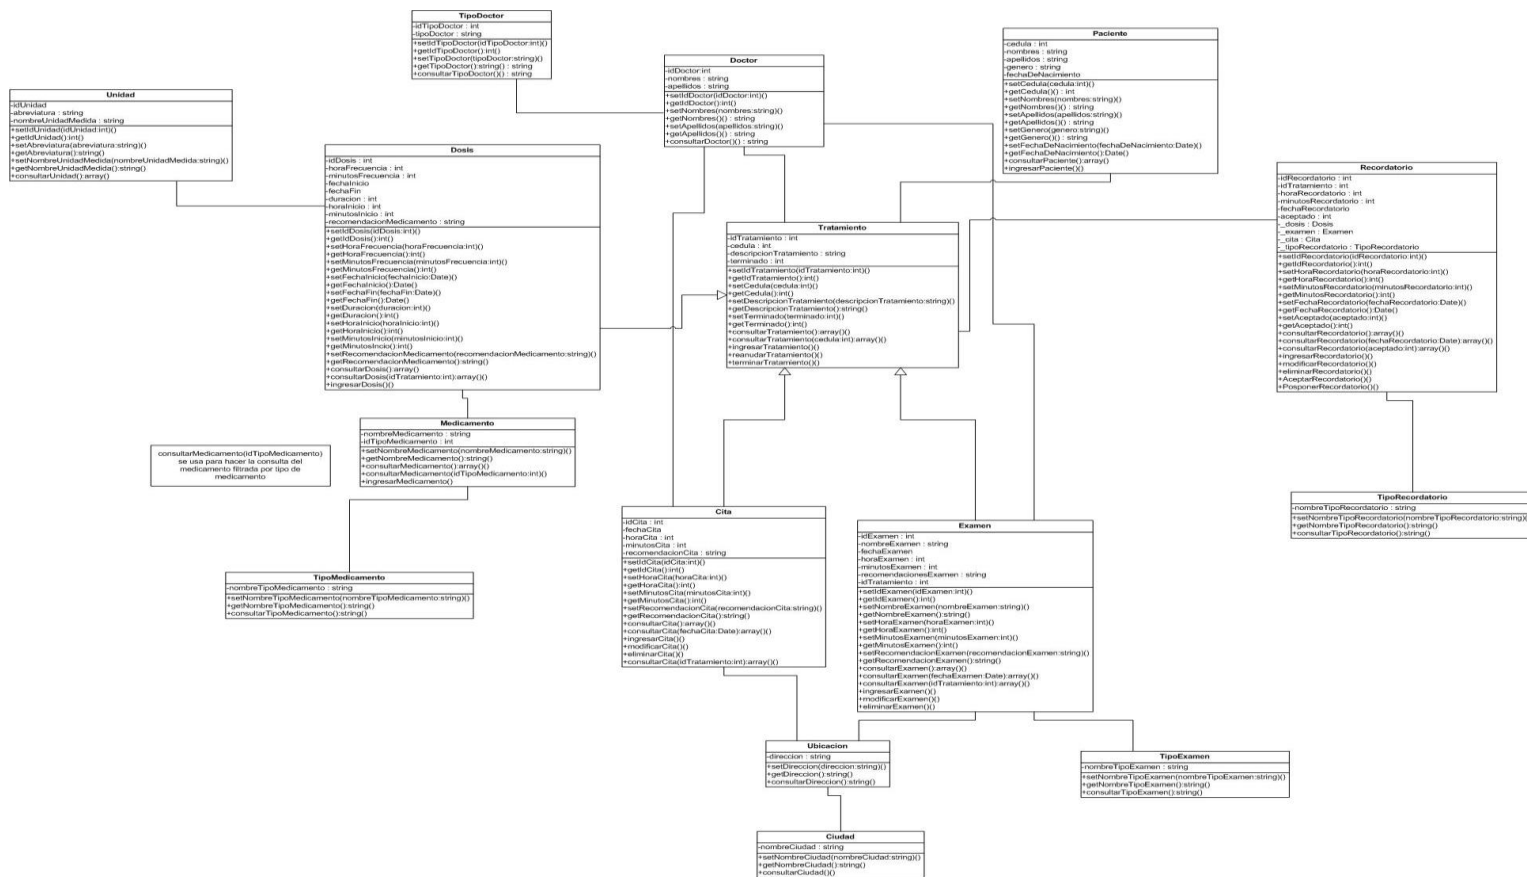 TipoDoctor
-idTipoDoctor : int
-tipoDoctor : string
+setIdTipoDoctor(idTipoDoctor:int)()
+getIdTipoDoctor():int()
+setTipoDoctor(tipoDoctor:string)()
+getTipoDoctor():string() : string
+consultarTipoDoctor()() : string
Doctor
-idDoctor:int
-nombres : string
-apellidos : string
+setIdDoctor(idDoctor:int)()
+getIdDoctor():int()
+setNombres(nombres:string)()
+getNombres()() : string
+setApellidos(apellidos:string)()
+getApellidos()() : string
+consultarDoctor()() : string
Paciente
-cedula : int
-nombres : string
-apellidos : string
-genero : string
-fechaDeNacimiento
+setCedula(cedula:int)()
+getCedula()() : int
+setNombres(nombres:string)()
+getNombres()() : string
+setApellidos(apellidos:string)()
+getApellidos()() : string
+setGenero(genero:string)()
+getGenero()() : string
+setFechaDeNacimiento(fechaDeNacimiento:Date)()
+getFechaDeNacimiento():Date()
+consultarPaciente():array()
+ingresarPaciente()()
Unidad
-idUnidad
-abreviatura : string
-nombreUnidadMedida : string
+setIdUnidad(idUnidad:int)()
+getIdUnidad():int()
+setAbreviatura(abreviatura:string)()
+getAbreviatura():string()
+setNombreUnidadMedida(nombreUnidadMedida:string)()
+getNombreUnidadMedida():string()
+consultarUnidad():array()
Dosis
-idDosis : int
-horaFrecuencia : int
-minutosFrecuencia : int
-fechaInicio
-fechaFin
-duracion : int
-horaInicio : int
-minutosInicio : int
-recomendacionMedicamento : string
+setIdDosis(idDosis:int)()
+getIdDosis():int()
+setHoraFrecuencia(horaFrecuencia:int)()
+getHoraFrecuencia():int()
+setMinutosFrecuencia(minutosFrecuencia:int)()
+getMinutosFrecuencia():int()
+setFechaInicio(fechaInicio:Date)()
+getFechaInicio():Date()
+setFechaFin(fechaFin:Date)()
+getFechaFin():Date()
+setDuracion(duracion:int)()
+getDuracion():int()
+setHoraInicio(horaInicio:int)()
+getHoraInicio():int()
+setMinutosInicio(minutosInicio:int)()
+getMinutosInicio():int()
+setRecomendacionMedicamento(recomendacionMedicamento:string)()
+getRecomendacionMedicamento():string()
+consultarDosis():array()
+consultarDosis(idTratamiento:int):array()()
+ingresarDosis()()
Tratamiento
-idTratamiento : int
-cedula : int
-descripcionTratamiento : string
-terminado : int
+setIdTratamiento(idTratamiento:int)()
+getIdTratamiento():int()
+setCedula(cedula:int)()
+getCedula():int()
+setDescripcionTratamiento(descripcionTratamiento:string)()
+getDescripcionTratamiento():string()
+setTerminado(terminado:int)()
+getTerminado():int()
+consultarTratamiento():array()()
+consultarTratamiento(cedula:int):array()()
+ingresarTratamiento()()
+reanudarTratamiento()()
+terminarTratamiento()()
Recordatorio
-idRecordatorio : int
-idTratamiento : int
-horaRecordatorio : int
-minutosRecordatorio : int
-fechaRecordatorio
-aceptado : int
-_dosis : Dosis
-_examen : Examen
-_cita : Cita
-_tipoRecordatorio : TipoRecordatorio
+setIdRecordatorio(idRecordatorio:int)()
+getIdRecordatorio():int()
+setHoraRecordatorio(horaRecordatorio:int)()
+getHoraRecordatorio():int()
+setMinutosRecordatorio(minutosRecordatorio:int)()
+getMinutosRecordatorio():int()
+setFechaRecordatorio(fechaRecordatorio:Date)()
+getFechaRecordatorio():Date()
+setAceptado(aceptado:int)()
+getAceptado():int()
+consultarRecordatorio():array()()
+consultarRecordatorio(fechaRecordatorio:Date):array()()
+consultarRecordatorio(aceptado:int):array()()
+ingresarRecordatorio()()
+modificarRecordatorio()()
+eliminarRecordatorio()()
+AceptarRecordatorio()()
+PosponerRecordatorio()()
Medicamento
-nombreMedicamento : string
-idTipoMedicamento : int
+setNombreMedicamento(nombreMedicamento:string)()
+getNombreMedicamento():string()
+consultarMedicamento():array()()
+consultarMedicamento(idTipoMedicamento:int)()
+ingresarMedicamento()
consultarMedicamento(idTipoMedicamento)
se usa para hacer la consulta del
medicamento filtrada por tipo de
medicamento
TipoMedicamento
-nombreTipoMedicamento : string
+setNombreTipoMedicamento(nombreTipoMedicamento:string)()
+getNombreTipoMedicamento():string()
+consultarTipoMedicamento():string()
Cita
-idCita : int
-fechaCita
-horaCita : int
-minutosCita : int
-recomendacionCita : string
+setIdCita(idCita:int)()
+getIdCita():int()
+setHoraCita(horaCita:int)()
+getHoraCita():int()
+setMinutosCita(minutosCita:int)()
+getMinutosCita():int()
+setRecomendacionCita(recomendacionCita:string)()
+getRecomendacionCita():string()
+consultarCita():array()()
+consultarCita(fechaCita:Date):array()()
+ingresarCita()()
+modificarCita()()
+eliminarCita()()
+consultarCita(idTratamiento:int):array()()
Examen
-idExamen : int
-nombreExamen : string
-fechaExamen
-horaExamen : int
-minutosExamen : int
-recomendacionesExamen : string
-idTratamiento : int
+setIdExamen(idExamen:int)()
+getIdExamen():int()
+setNombreExamen(nombreExamen:string)()
+getNombreExamen():string()
+setHoraExamen(horaExamen:int)()
+getHoraExamen():int()
+setMinutosExamen(minutosExamen:int)()
+getMinutosExamen():int()
+setRecomendacionExamen(recomendacionExamen:string)()
+getRecomendacionExamen():string()
+consultarExamen():array()()
+consultarExamen(fechaExamen:Date):array()()
+consultarExamen(idTratamiento:int):array()()
+ingresarExamen()()
+modificarExamen()()
+eliminarExamen()()
TipoRecordatorio
-nombreTipoRecordatorio : string
+setNombreTipoRecordatorio(nombreTipoRecordatorio:string)()
+getNombreTipoRecordatorio():string()
+consultarTipoRecordatorio():string()
Ubicacion
-direccion : string
+setDireccion(direccion:string)()
+getDireccion():string()
+consultarDireccion():string()
TipoExamen
-nombreTipoExamen : string
+setNombreTipoExamen(nombreTipoExamen:string)()
+getNombreTipoExamen():string()
+consultarTipoExamen():string()
Ciudad
-nombreCiudad : string
+setNombreCiudad(nombreCiudad:string)()
+getNombreCiudad():string()
+consultarCiudad()()